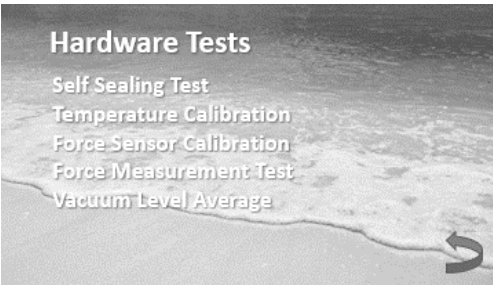 Hardware Tests
Self Sealing Test
Temperature Calibration
Force Sensor Calibration
Force Measurement Test
Vacuum Level Average